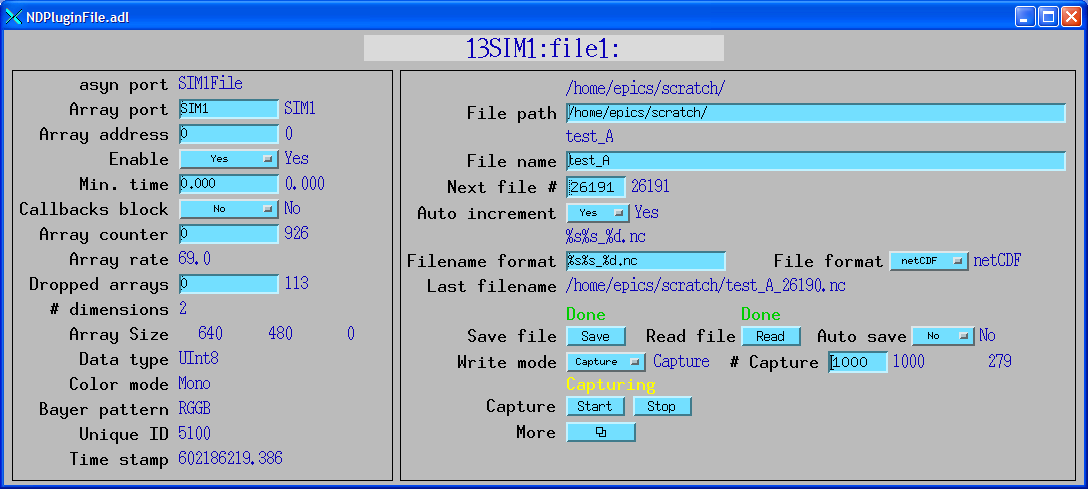 NDPluginFile.adl
13SIM1:file1:
asyn port SIM1File
Array port SIM1 SIM1
Array address 0 0
Enable Yes Yes
Min. time 0.000 0.000
Callbacks block No No
Array counter 0 926
Array rate 69.0
Dropped arrays 0 113
# dimensions 2
Array Size 640 480 0
Data type UInt8
Color mode Mono
Bayer pattern RGGB
Unique ID 5100
Time stamp 602186219.386
/home/epics/scratch/
File path /home/epics/scratch/
test_A
File name test_A
Next file # 26191 26191
Auto increment Yes Yes
%s%s_%d.nc
Filename format %s%s_%d.nc File format netCDF netCDF
Last filename /home/epics/scratch/test_A_26190.nc
Done Done
Save file Save Read file Read Auto save No No
Write mode Capture Capture # Capture 1000 1000 279
Capturing
Capture Start Stop
More